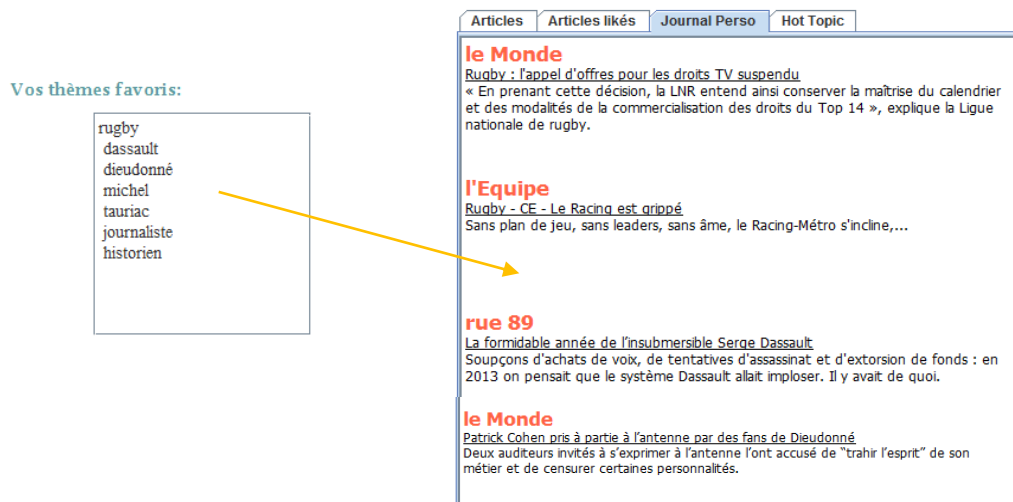 Vos thèmes favoris:
rugby
dassault
dieudonné
michel
tauriac
journaliste
historien
Articles
Articles likés
Journal Perso
Hot Topic
le Monde
Rugby : l'appel d'offres pour les droits TV suspendu
« En prenant cette décision, la LNR entend ainsi conserver la maîtrise du calendrier
et des modalités de la commercialisation des droits du Top 14 », explique la Ligue
nationale de rugby.
l'Equipe
Rugby - CE - Le Racing est grippé
Sans plan de jeu, sans leaders, sans âme, le Racing-Métro s'incline,...
rue 89
La formidable année de l’insubmersible Serge Dassault
Soupçons d'achats de voix, de tentatives d'assassinat et d'extorsion de fonds : en
2013 on pensait que le système Dassault allait imploser. Il y avait de quoi.
le Monde
Patrick Cohen pris à partie à l’antenne par des fans de Dieudonné
Deux auditeurs invités à s’exprimer à l’antenne l’ont accusé de “trahir l’esprit” de son
métier et de censurer certaines personnalités.